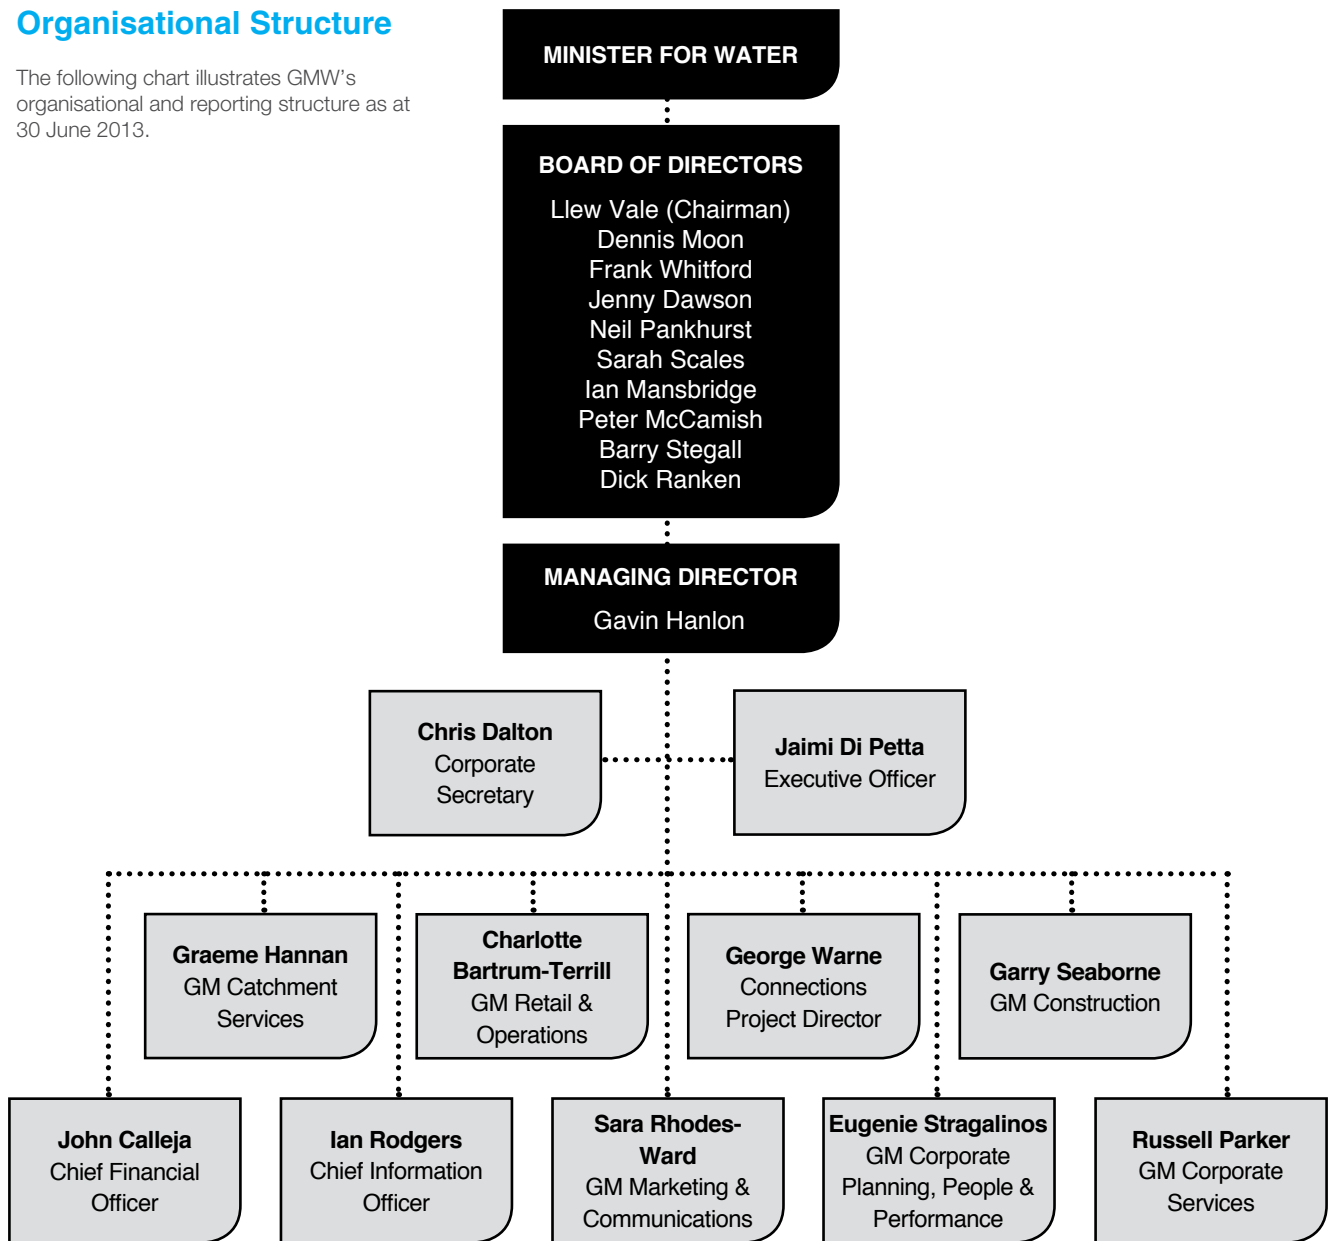 Organisational Structure
The following chart illustrates GMW's
organisational and reporting structure as at
30 June 2013.
MINISTER FOR WATER
BOARD OF DIRECTORS
Llew Vale (Chairman)
Dennis Moon
Frank Whitford
Jenny Dawson
Neil Pankhurst
Sarah Scales
Ian Mansbridge
Peter McCamish
Barry Stegall
Dick Ranken
MANAGING DIRECTOR
Gavin Hanlon
Chris Dalton
Corporate
Secretary
Jaimi Di Petta
Executive Officer
Graeme Hannan
GM Catchment
Services
Charlotte
Bartrum-Terrill
GM Retail &
Operations
George Warne
Connections
Project Director
Garry Seaborne
GM Construction
John Calleja
Chief Financial
Officer
Ian Rodgers
Chief Information
Officer
Sara Rhodes-
Ward
GM Marketing &
Communications
Eugenie Stragalinos
GM Corporate
Planning, People &
Performance
Russell Parker
GM Corporate
Services